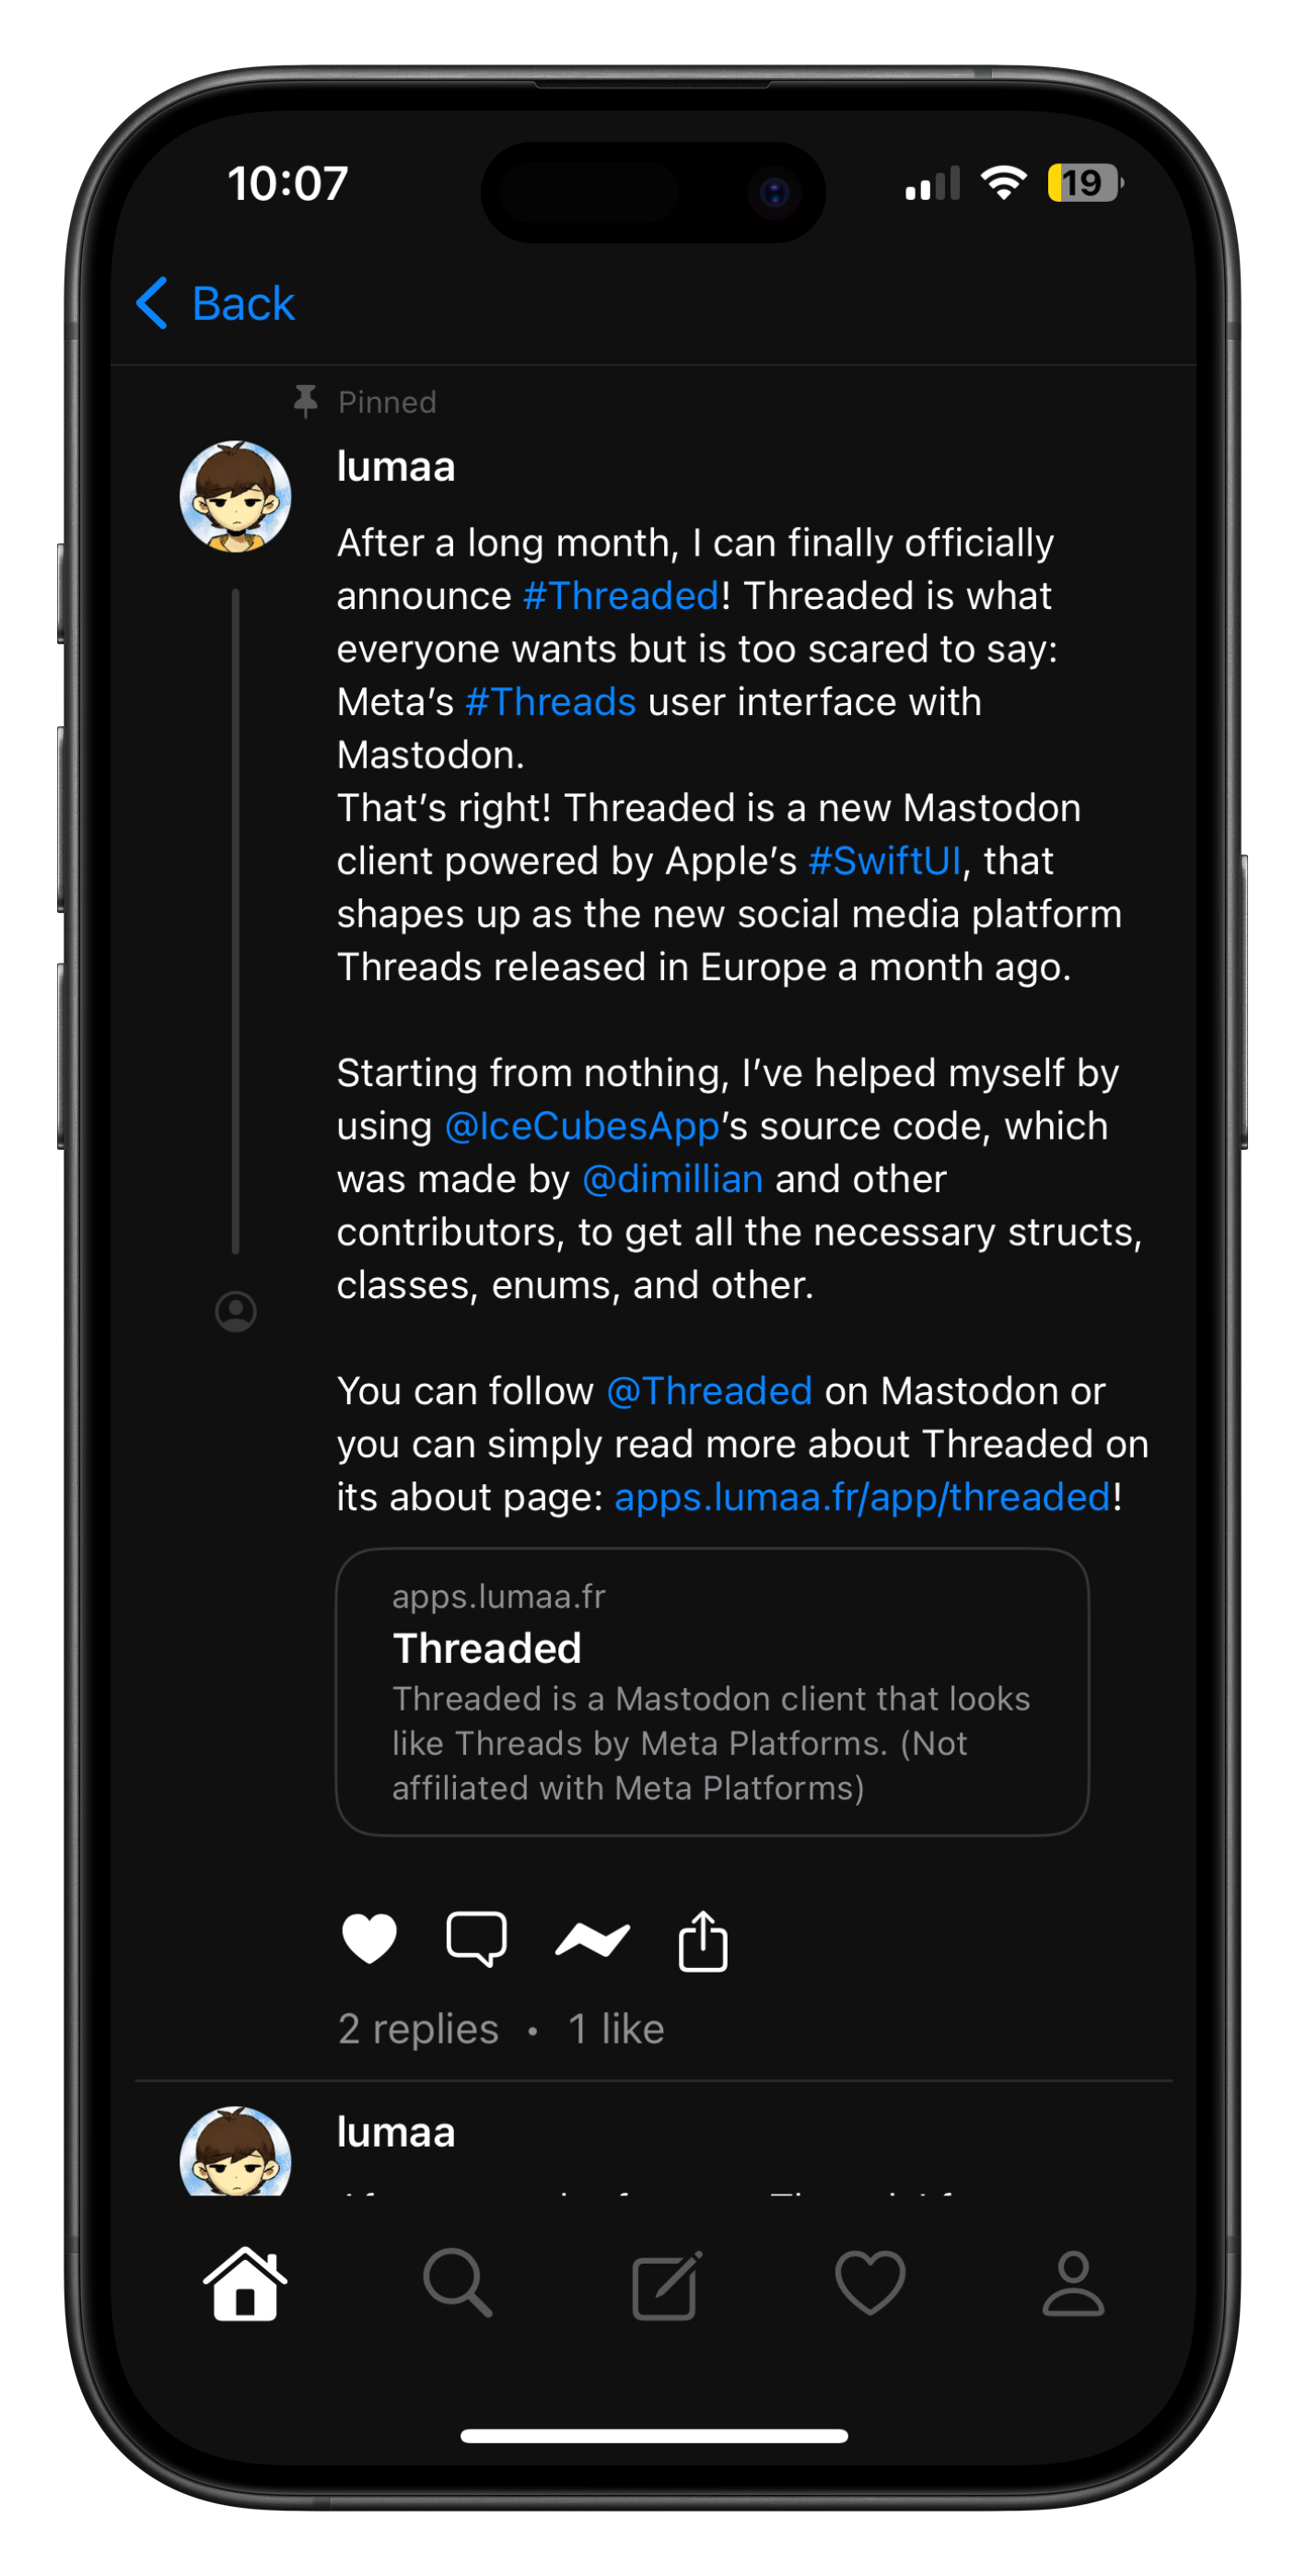 10:07
19
Back
Pinned
lumaa
After a long month, I can finally officially
announce #Threaded! Threaded is what
everyone wants but is too scared to say:
Meta’s #Threads user interface with
Mastodon.
That’s right! Threaded is a new Mastodon
client powered by Apple’s #SwiftUI, that
shapes up as the new social media platform
Threads released in Europe a month ago.
Starting from nothing, I’ve helped myself by
using @IceCubesApp’s source code, which
was made by @dimillian and other
contributors, to get all the necessary structs,
classes, enums, and other.
You can follow @Threaded on Mastodon or
you can simply read more about Threaded on
its about page: apps.lumaa.fr/app/threaded!
apps.lumaa.fr
Threaded
Threaded is a Mastodon client that looks
like Threads by Meta Platforms. (Not
affiliated with Meta Platforms)
2 replies • 1 like
lumaa